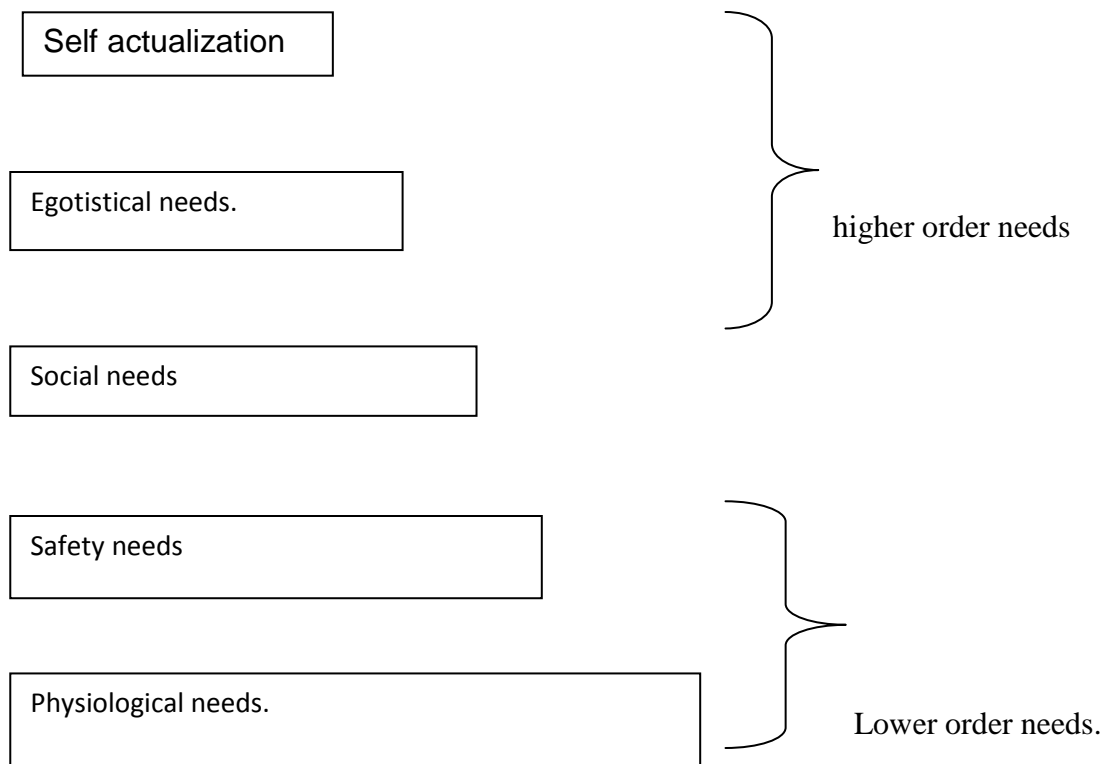 Self actualization
Egotistical needs.
higher order needs
Social needs
Safety needs
Physiological needs.
Lower order needs.